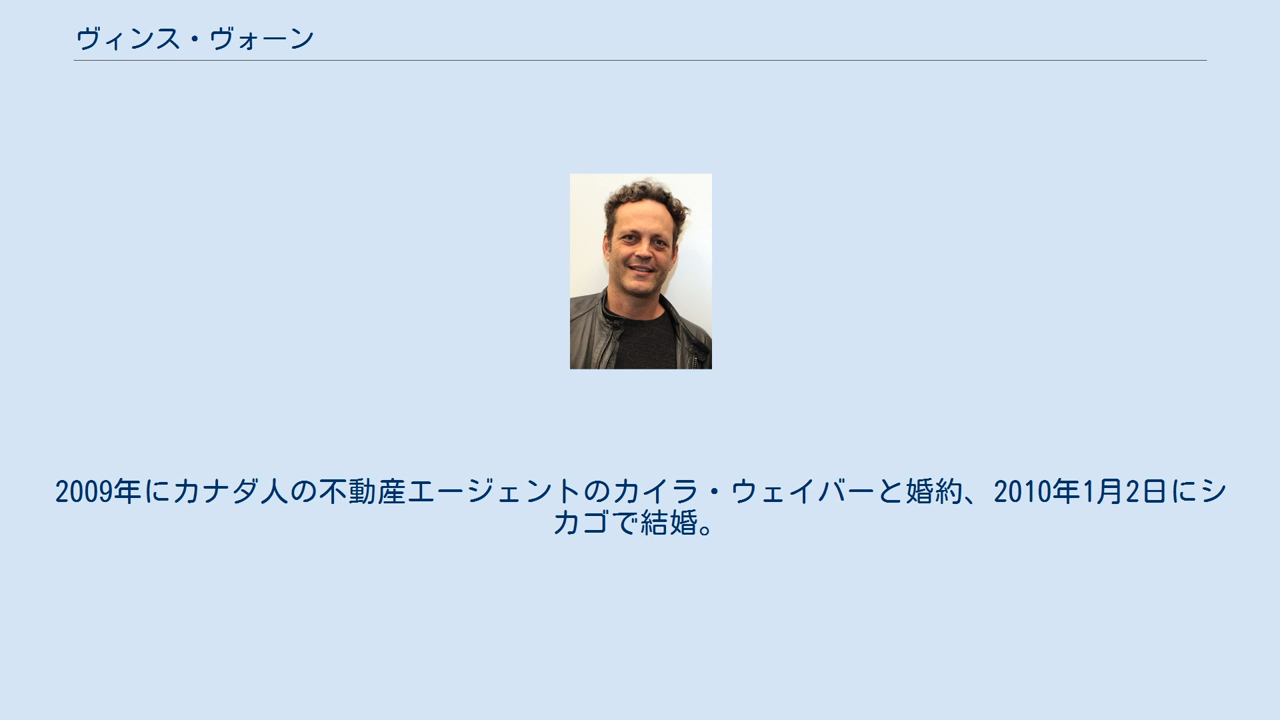 ヴィンス・ヴォーン
2009年にカナダ人の不動産エージェントのカイラ・ウェイバーと婚約、2010年1月2日にシ
カゴで結婚。